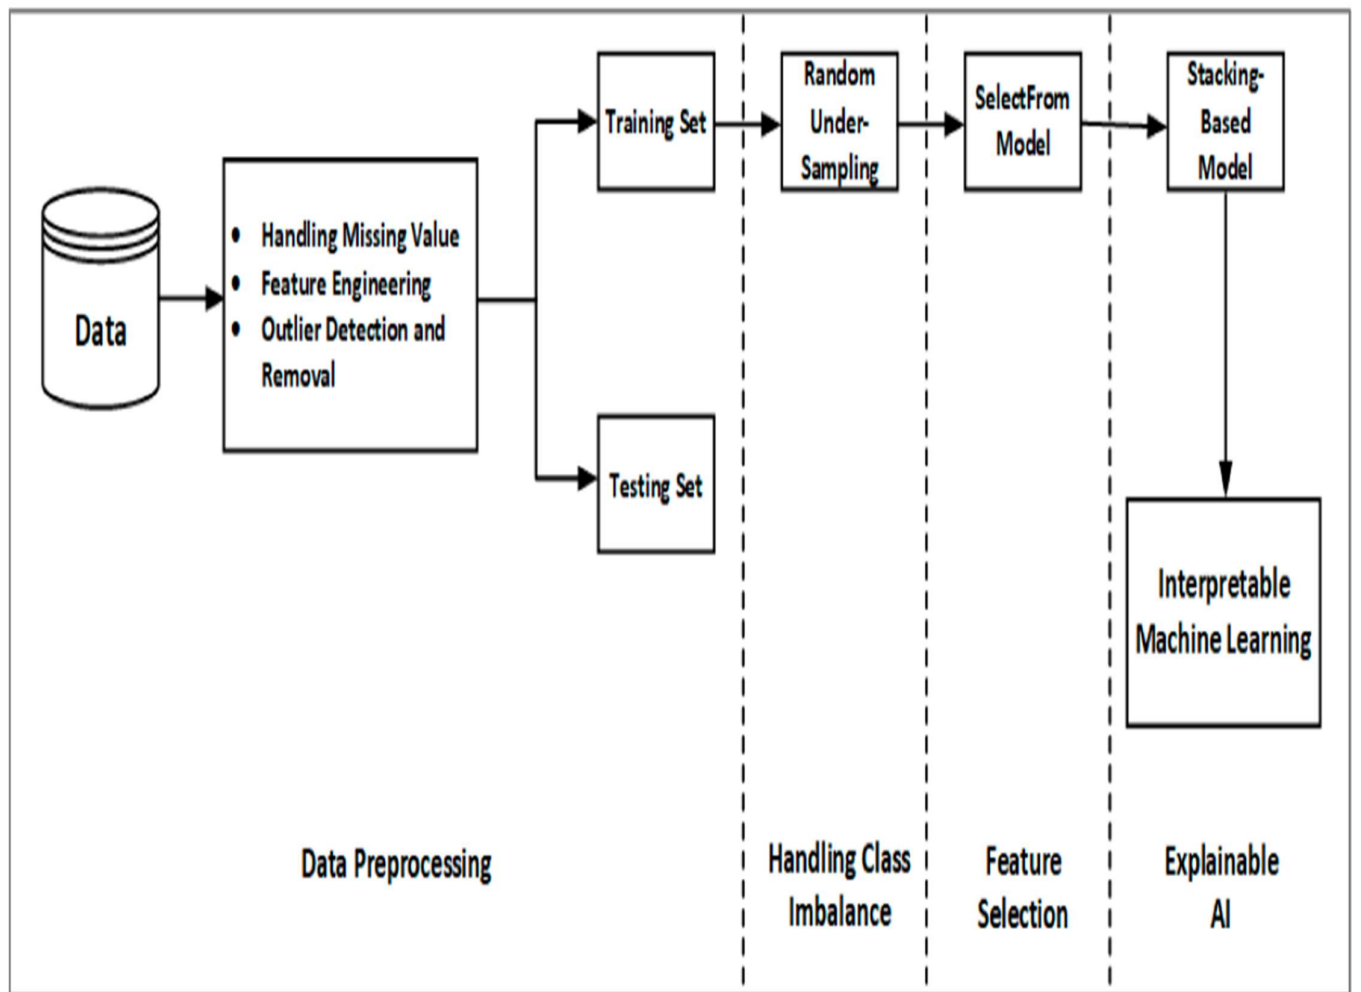 Data
• Handling Missing Value
• Feature Engineering
• Outlier Detection and
Removal
Training Set
Testing Set
Random
Under-
Sampling
SelectFrom
Model
Stacking-
Based
Model
Interpretable
Machine Learning
Data Preprocessing
Handling Class
Imbalance
Feature
Selection
Explainable
AI